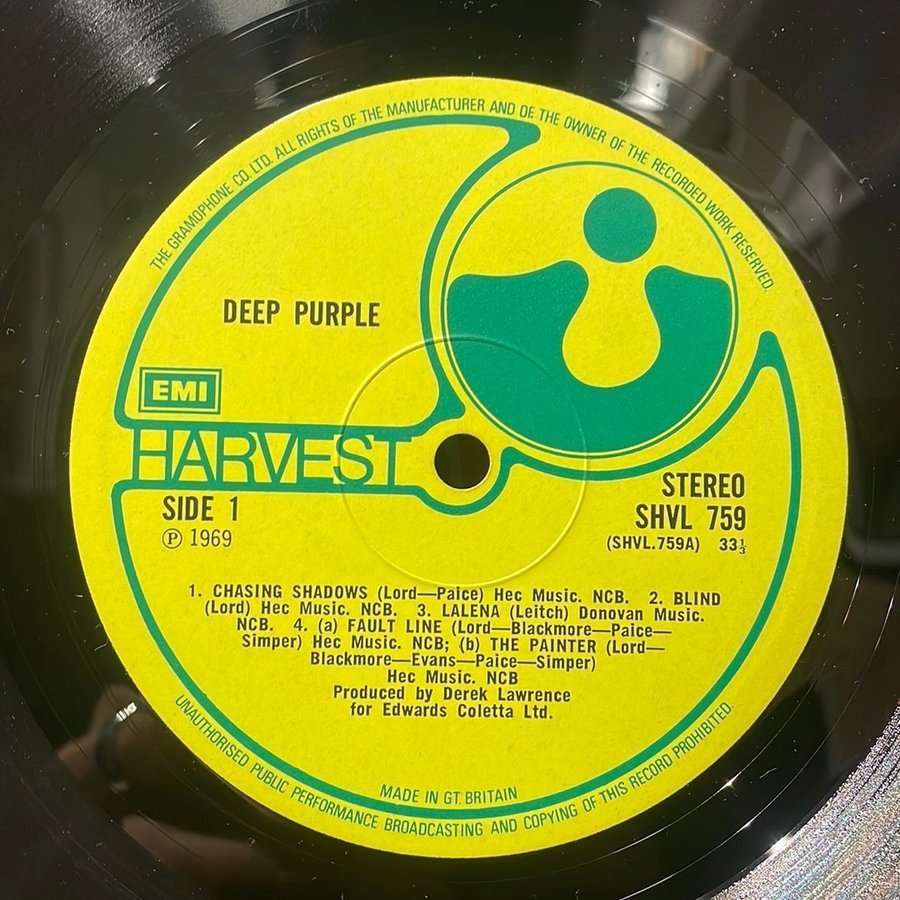 THE GRAMOPHONE CO. LTD. ALL RIGHTS OF THE MANUFACTURER AND OF THE OWNER OF THE RECORDED WORK RESERVED.
DEEP PURPLE
EMI
HARVEST
SIDE 1
Ⓟ 1969
STEREO
SHVL 759
(SHVL.759A) 33⅓
1. CHASING SHADOWS (Lord—Paice) Hec Music. NCB. 2. BLIND
(Lord) Hec Music. NCB. 3. LALENA (Leitch) Donovan Music.
NCB. 4. (a) FAULT LINE (Lord—Blackmore—Paice—
Simper) Hec Music. NCB; (b) THE PAINTER (Lord—
Blackmore—Evans—Paice—Simper)
Hec Music. NCB
Produced by Derek Lawrence
for Edwards Coletta Ltd.
MADE IN GT. BRITAIN
UNAUTHORISED PUBLIC PERFORMANCE BROADCASTING AND COPYING OF THIS RECORD PROHIBITED.